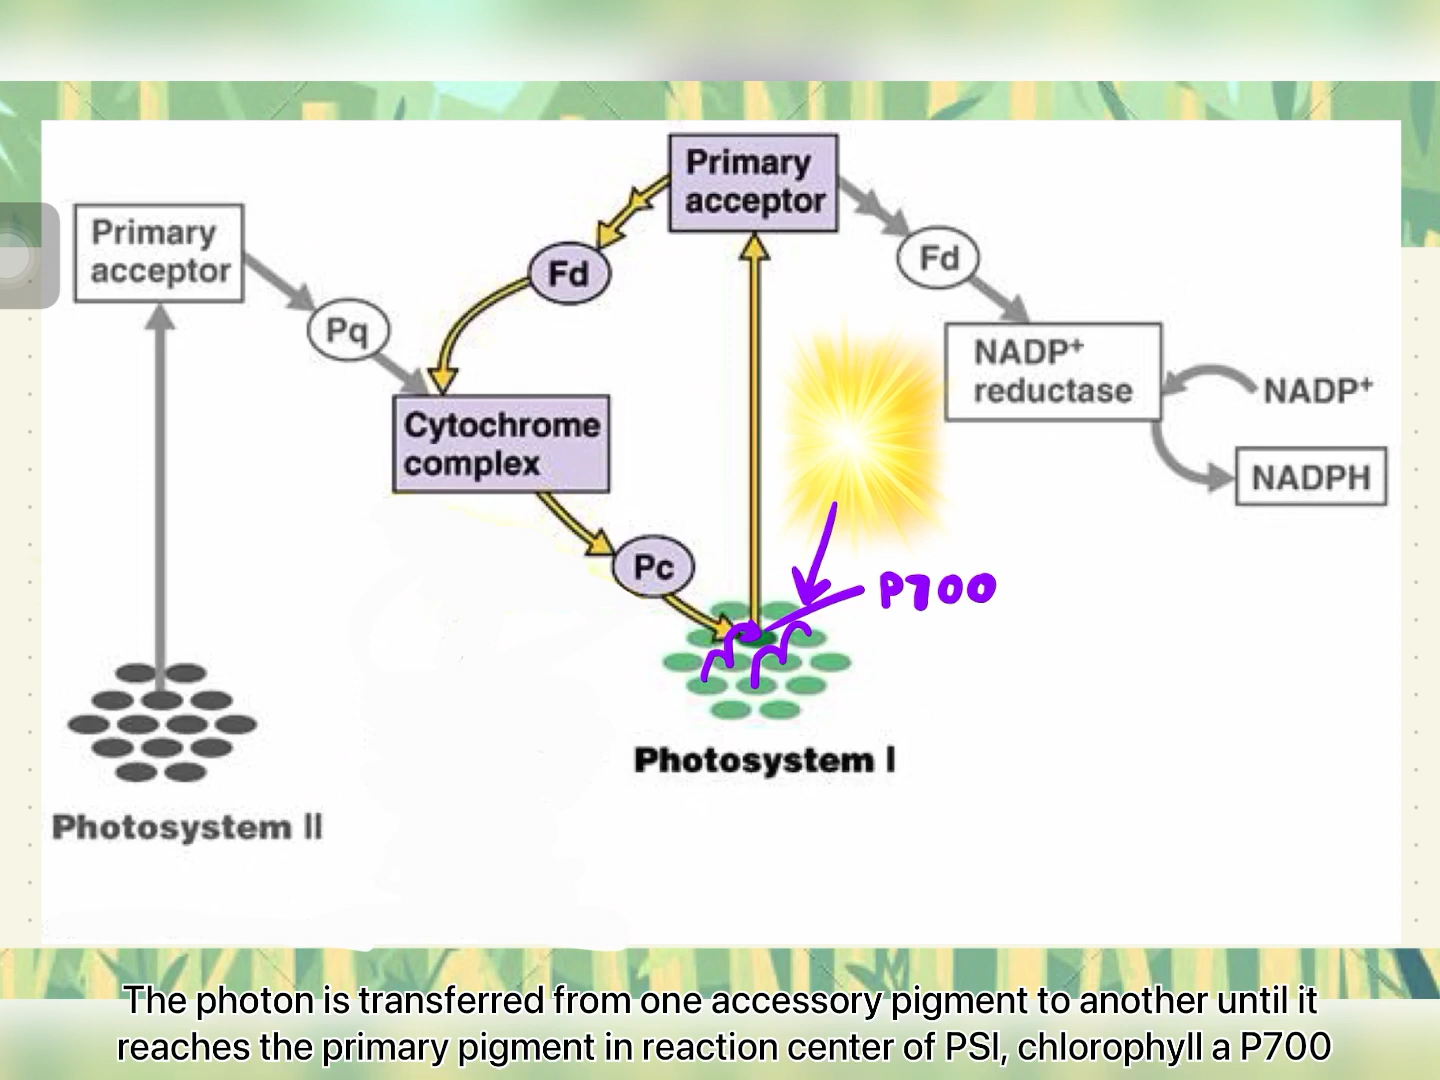 Primary
acceptor
Primary
acceptor
Fd
Fd
Pq
NADP⁺
reductase
NADP⁺
Cytochrome
complex
NADPH
Pc
P700
Photosystem I
Photosystem II
The photon is transferred from one accessory pigment to another until it
reaches the primary pigment in reaction center of PSI, chlorophyll a P700